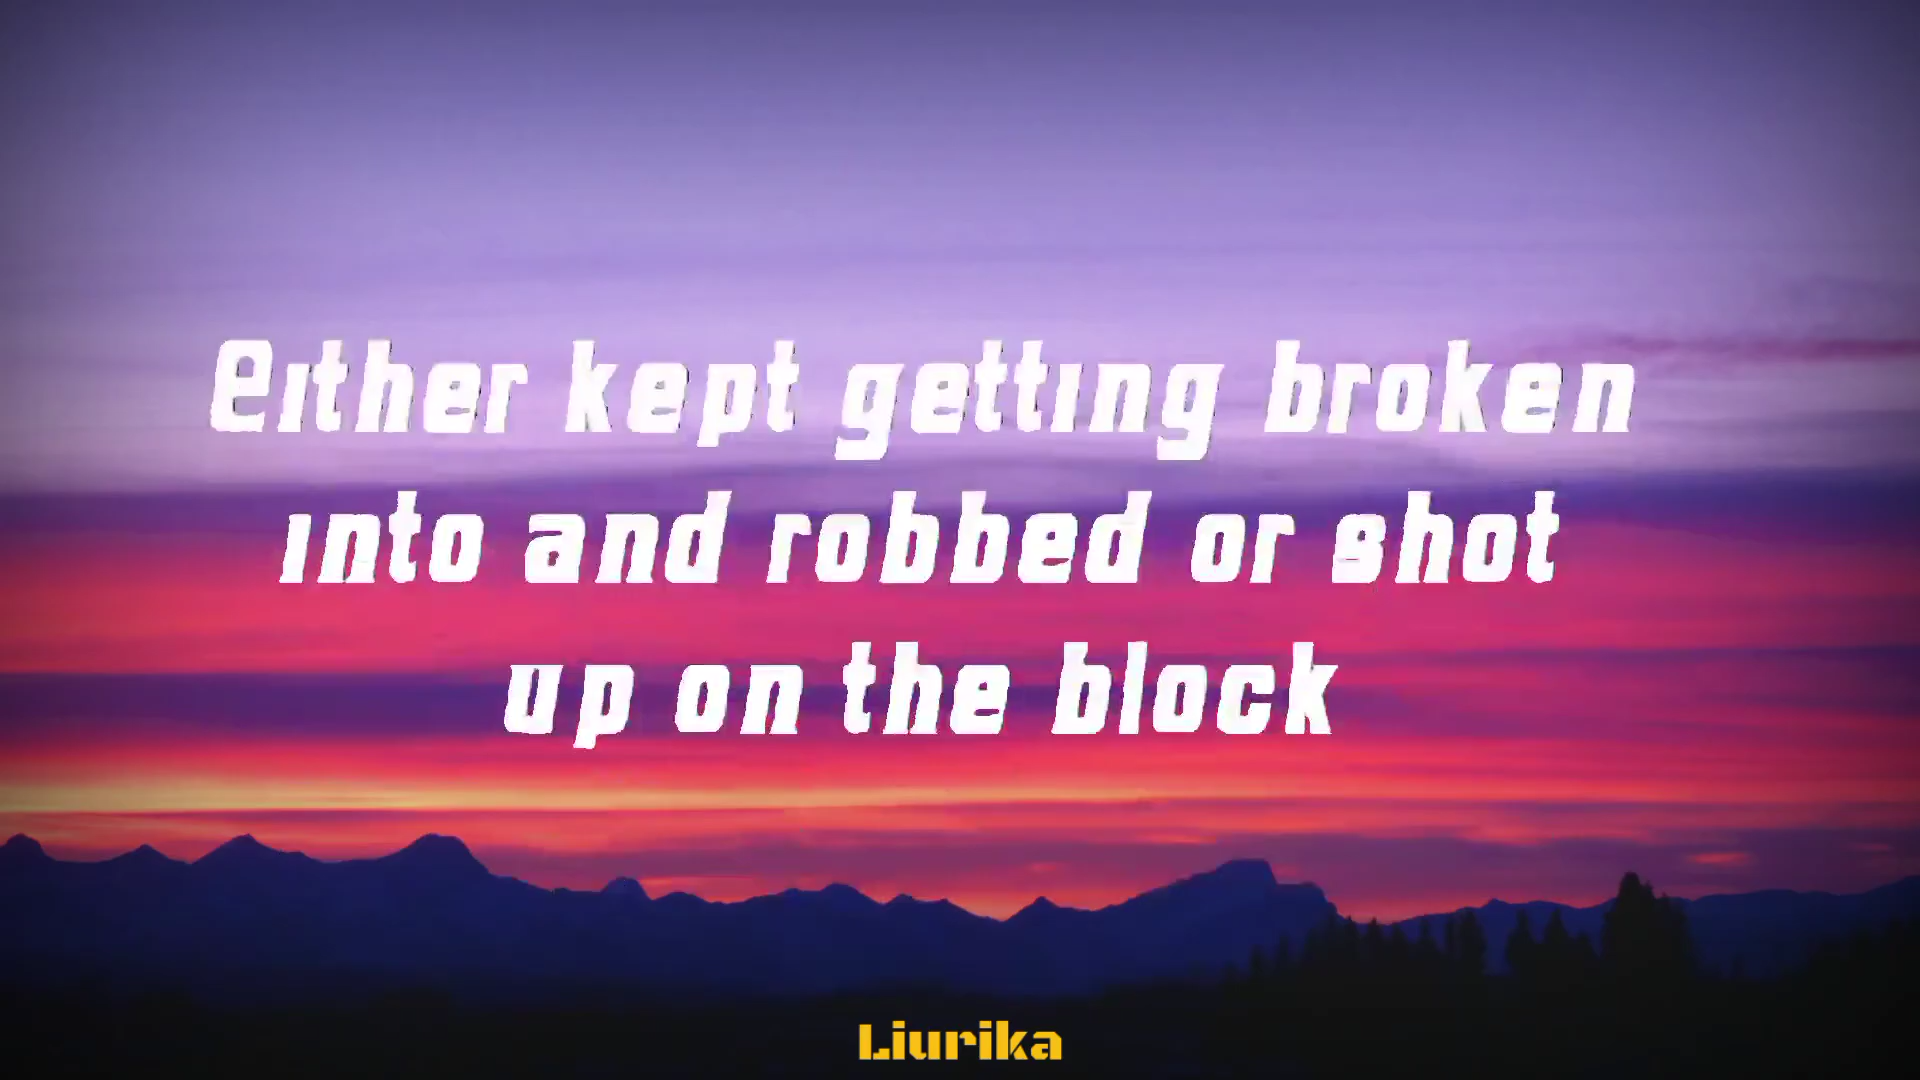 Either kept getting broken
into and robbed or shot
up on the block
Liurika